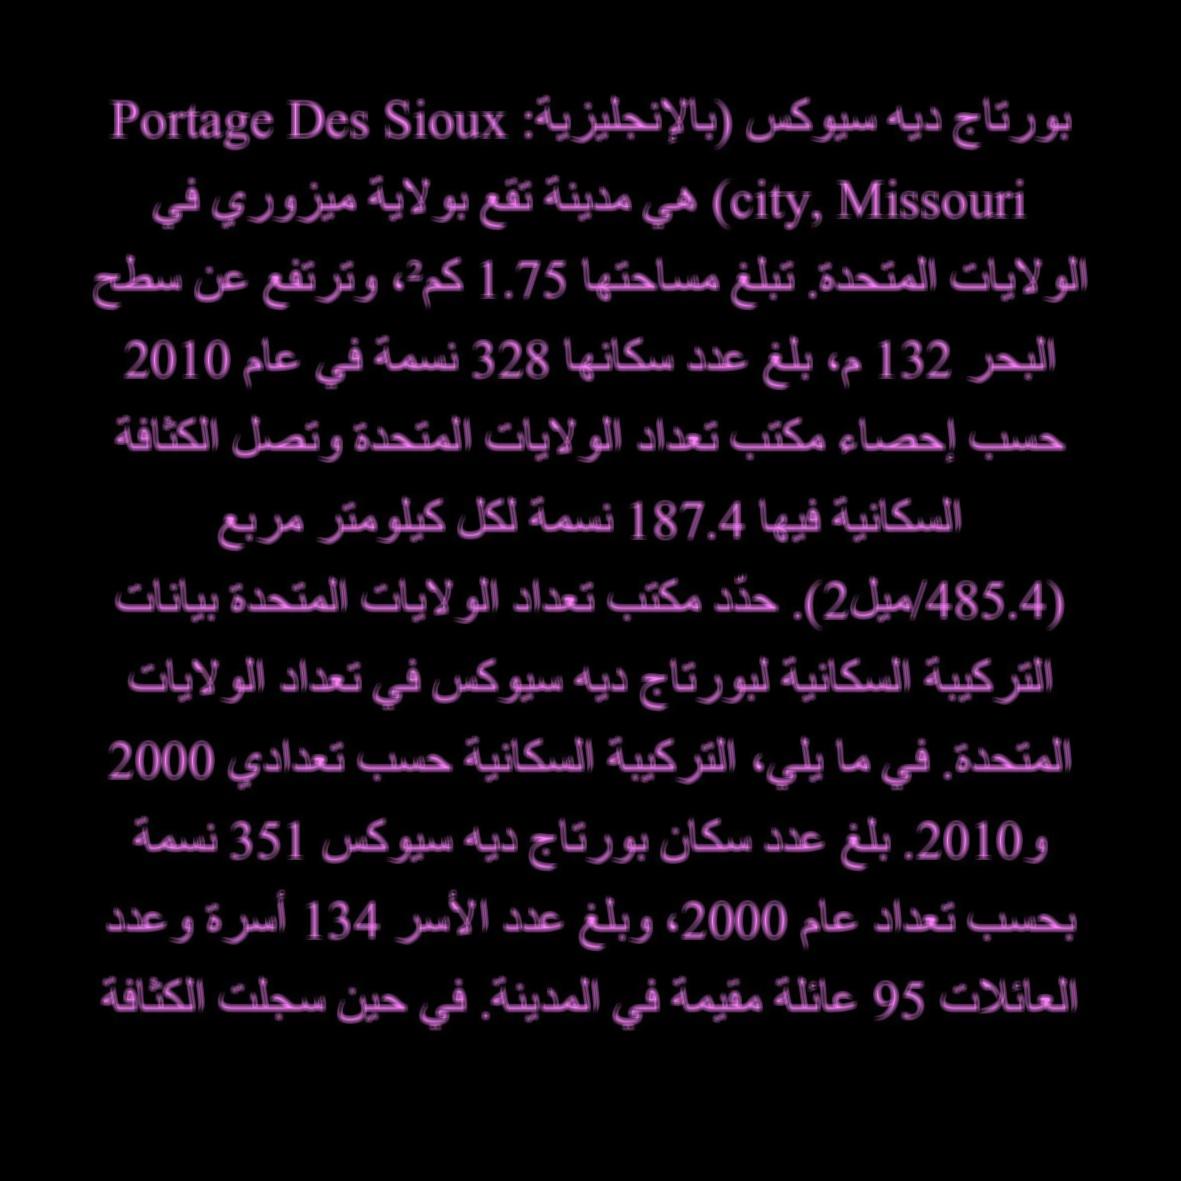 بورتاج ديه سيوكس (بالإنجليزية: Portage Des Sioux
city, Missouri) هي مدينة تقع بولاية ميزوري في
الولايات المتحدة. تبلغ مساحتها 1.75 كم²، وترتفع عن سطح
البحر 132 م، بلغ عدد سكانها 328 نسمة في عام 2010
حسب إحصاء مكتب تعداد الولايات المتحدة وتصل الكثافة
السكانية فيها 187.4 نسمة لكل كيلومتر مربع
(485.4/ميل2). حدّد مكتب تعداد الولايات المتحدة بيانات
التركيبة السكانية لبورتاج ديه سيوكس في تعداد الولايات
المتحدة. في ما يلي، التركيبة السكانية حسب تعدادي 2000
و2010. بلغ عدد سكان بورتاج ديه سيوكس 351 نسمة
بحسب تعداد عام 2000، وبلغ عدد الأسر 134 أسرة وعدد
العائلات 95 عائلة مقيمة في المدينة. في حين سجلت الكثافة